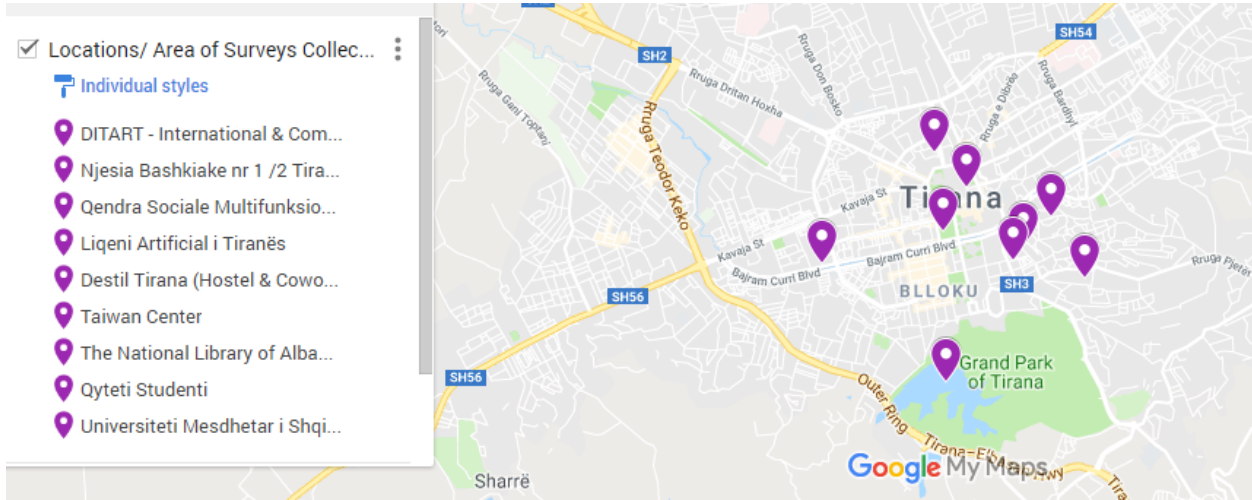 Locations/ Area of Surveys Collec...
Individual styles
DITART - International & Com...
Njesia Bashkiake nr 1 /2 Tira...
Qendra Sociale Multifunksio...
Liqeni Artificial i Tiranës
Destil Tirana (Hostel & Cowo...
Taiwan Center
The National Library of Alba...
Qyteti Studenti
Universiteti Mesdhetar i Shqi...
SH2
SH54
Rruga Don Bosko
Rruga Dritan Hoxha
Rruga e Dibrës
Rruga Bardhyl
Rruga Gani Toptani
Rruga Teodor Keko
Kavaja St
Tirana
Kavaja St
Bajram Curri Blvd
Bajram Curri Blvd
Rruga Pjetër
BLLOKU
SH3
SH56
SH56
Grand Park
of Tirana
Outer Ring
Sharrë
Google My Maps